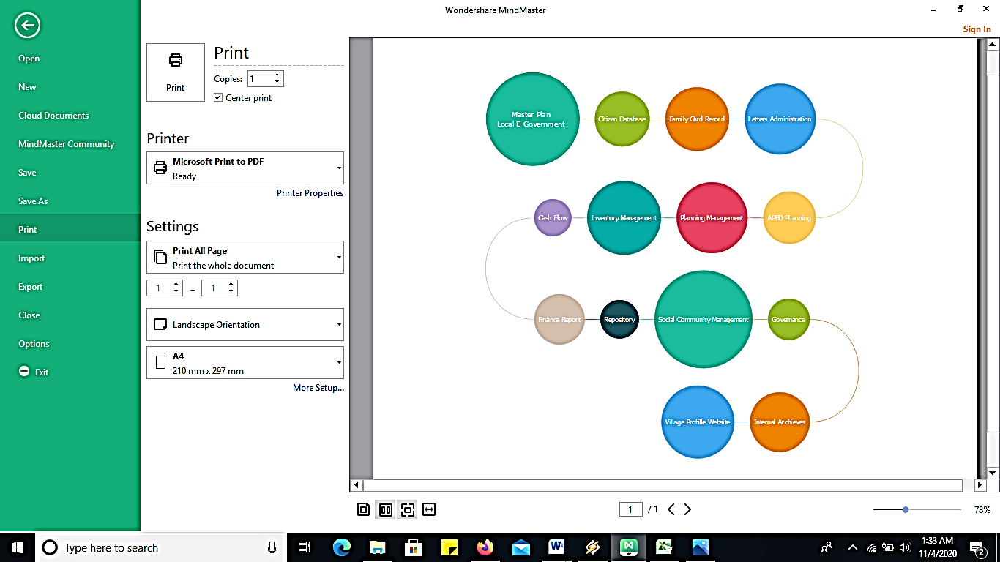 Wondershare MindMaster
Sign In
Open
New
Cloud Documents
MindMaster Community
Save
Save As
Print
Import
Export
Close
Options
Exit
Print
Print
Copies: 1
Center print
Printer
Microsoft Print to PDF
Ready
Printer Properties
Settings
Print All Page
Print the whole document
1 – 1
Landscape Orientation
A4
210 mm x 297 mm
More Setup...
Master Plan
Local E-Government
Citizen Database
Family Card Record
Letters Administration
Cash Flow
Inventory Management
Planning Management
APBD PLanning
Finance Report
Repository
Social Community Management
Governance
Village Profille Website
Internal Archieves
1 / 1
78%
Type here to search
1:33 AM
11/4/2020
2